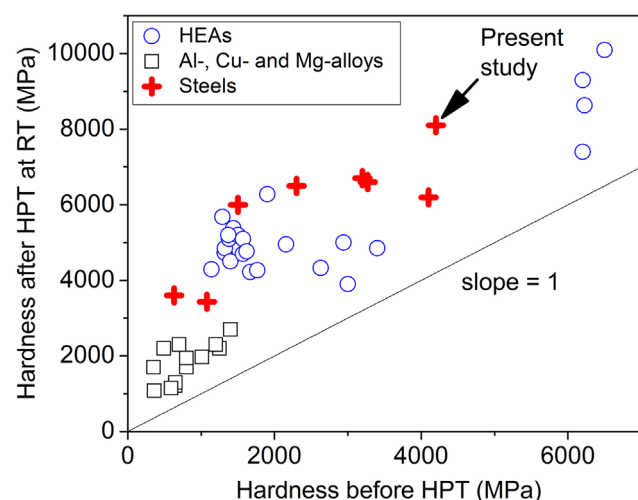 HEAs
Al-, Cu- and Mg-alloys
Steels
Present
study
slope = 1
10000
8000
6000
4000
2000
0
0
2000
4000
6000
Hardness after HPT at RT (MPa)
Hardness before HPT (MPa)